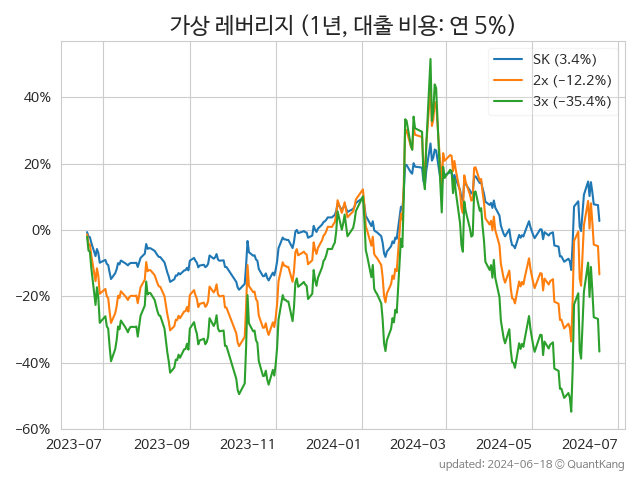 가상 레버리지 (1년, 대출 비용: 연 5%)
SK (3.4%)
2x (−12.2%)
3x (−35.4%)
40%
20%
0%
−20%
−40%
−60%
2023-07 2023-09 2023-11 2024-01 2024-03 2024-05 2024-07
updated: 2024-06-18 © QuantKang